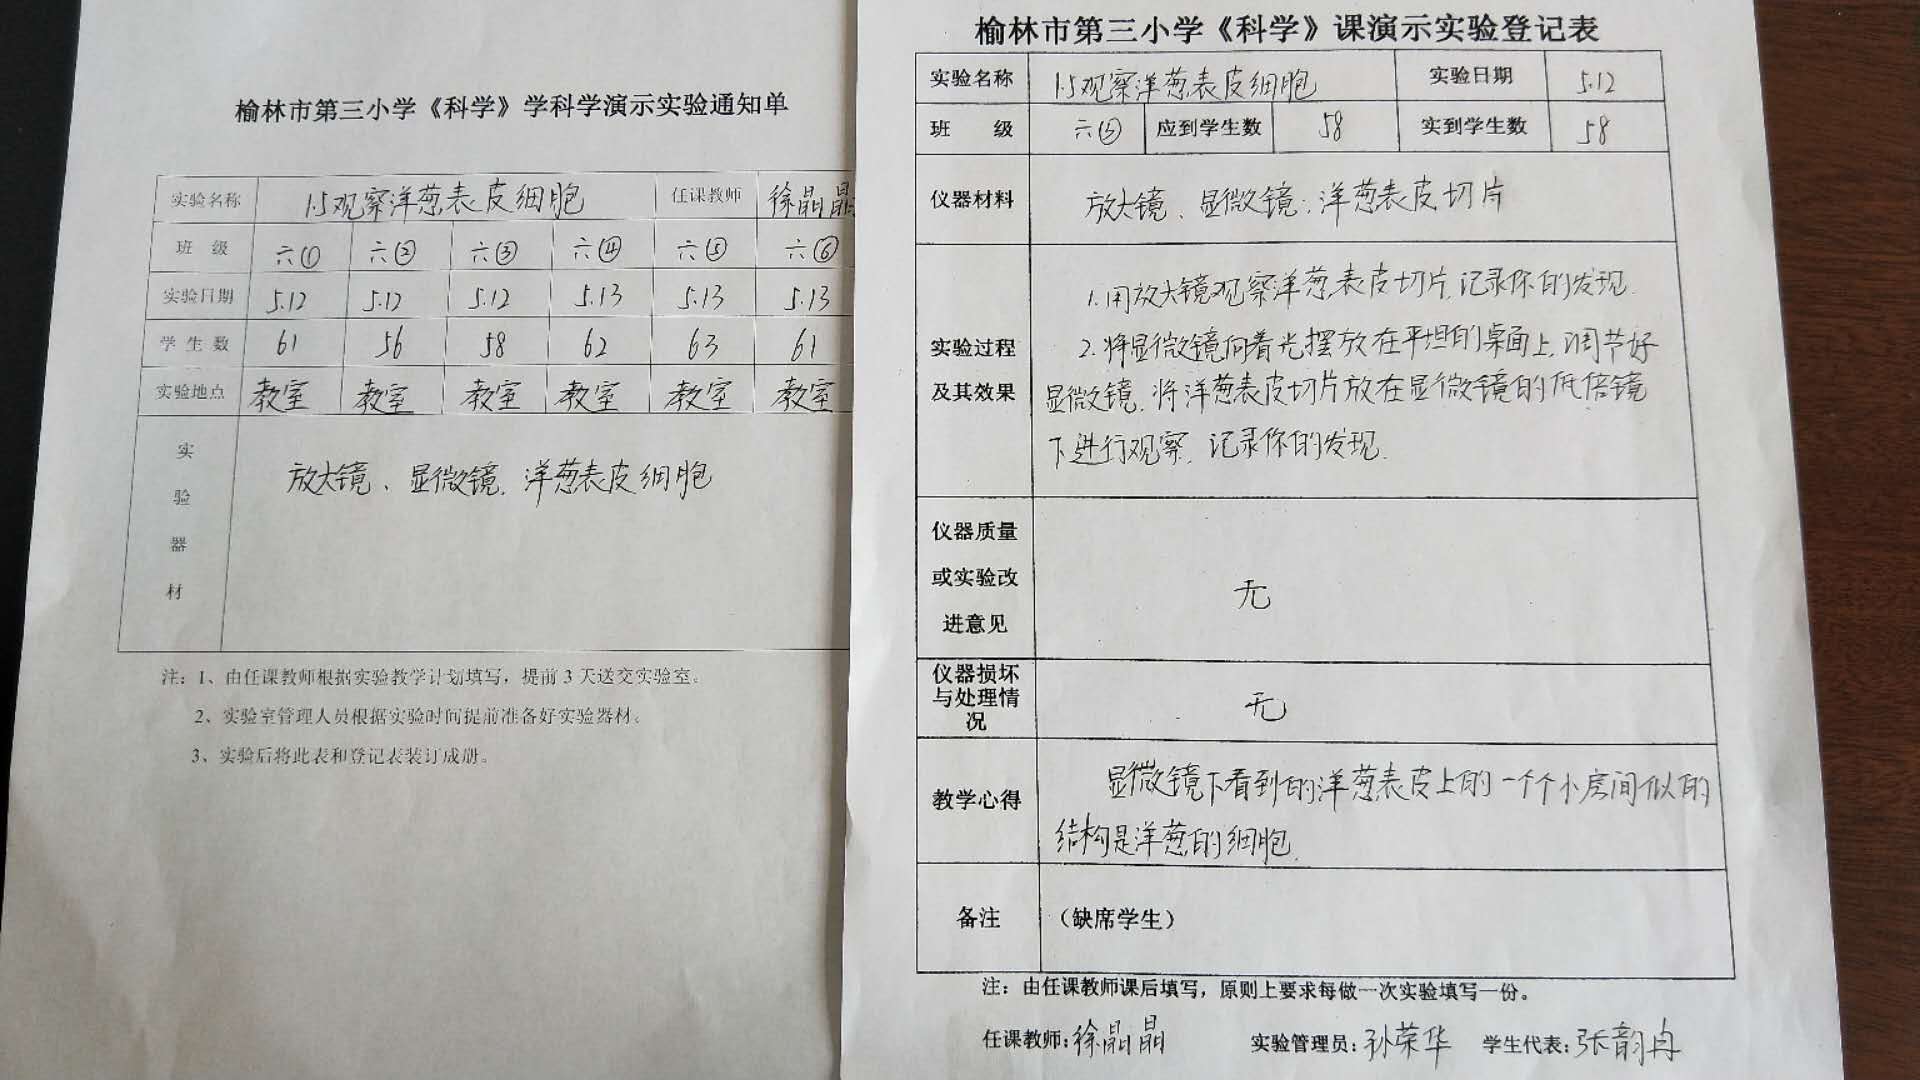 榆林市第三小学《科学》学科学演示实验通知单
实验名称 1.5观察洋葱表皮细胞 任课教师 徐晶晶
班 级 六① 六② 六③ 六④ 六⑤ 六⑥
实验日期 5.12 5.12 5.12 5.13 5.13 5.13
学生数 61 56 58 62 63 61
实验地点 教室 教室 教室 教室 教室 教室
实
验
器
材
放大镜、显微镜、洋葱表皮细胞
注：1、由任课教师根据实验教学计划填写，提前3天送交实验室。
2、实验室管理人员根据实验时间提前准备好实验器材。
3、实验后将此表和登记表装订成册。
榆林市第三小学《科学》课演示实验登记表
实验名称 1.5观察洋葱表皮细胞 实验日期 5.12
班 级 六 应到学生数 58 实到学生数 58
仪器材料 放大镜、显微镜、洋葱表皮切片
实验过程
及其效果
1.用放大镜观察洋葱表皮切片,记录你的发现.
2.将显微镜向着光摆放在平坦的桌面上,调节好
显微镜,将洋葱表皮切片放在显微镜的低倍镜
下进行观察,记录你的发现.
仪器质量
或实验改
进意见
无
仪器损坏
与处理情
况
无
教学心得
显微镜下看到的洋葱表皮上的一个个小房间似的
结构是洋葱的细胞.
备注 （缺席学生）
注：由任课教师课后填写，原则上要求每做一次实验填写一份。
任课教师:徐晶晶 实验管理员:孙荣华 学生代表:张韵冉